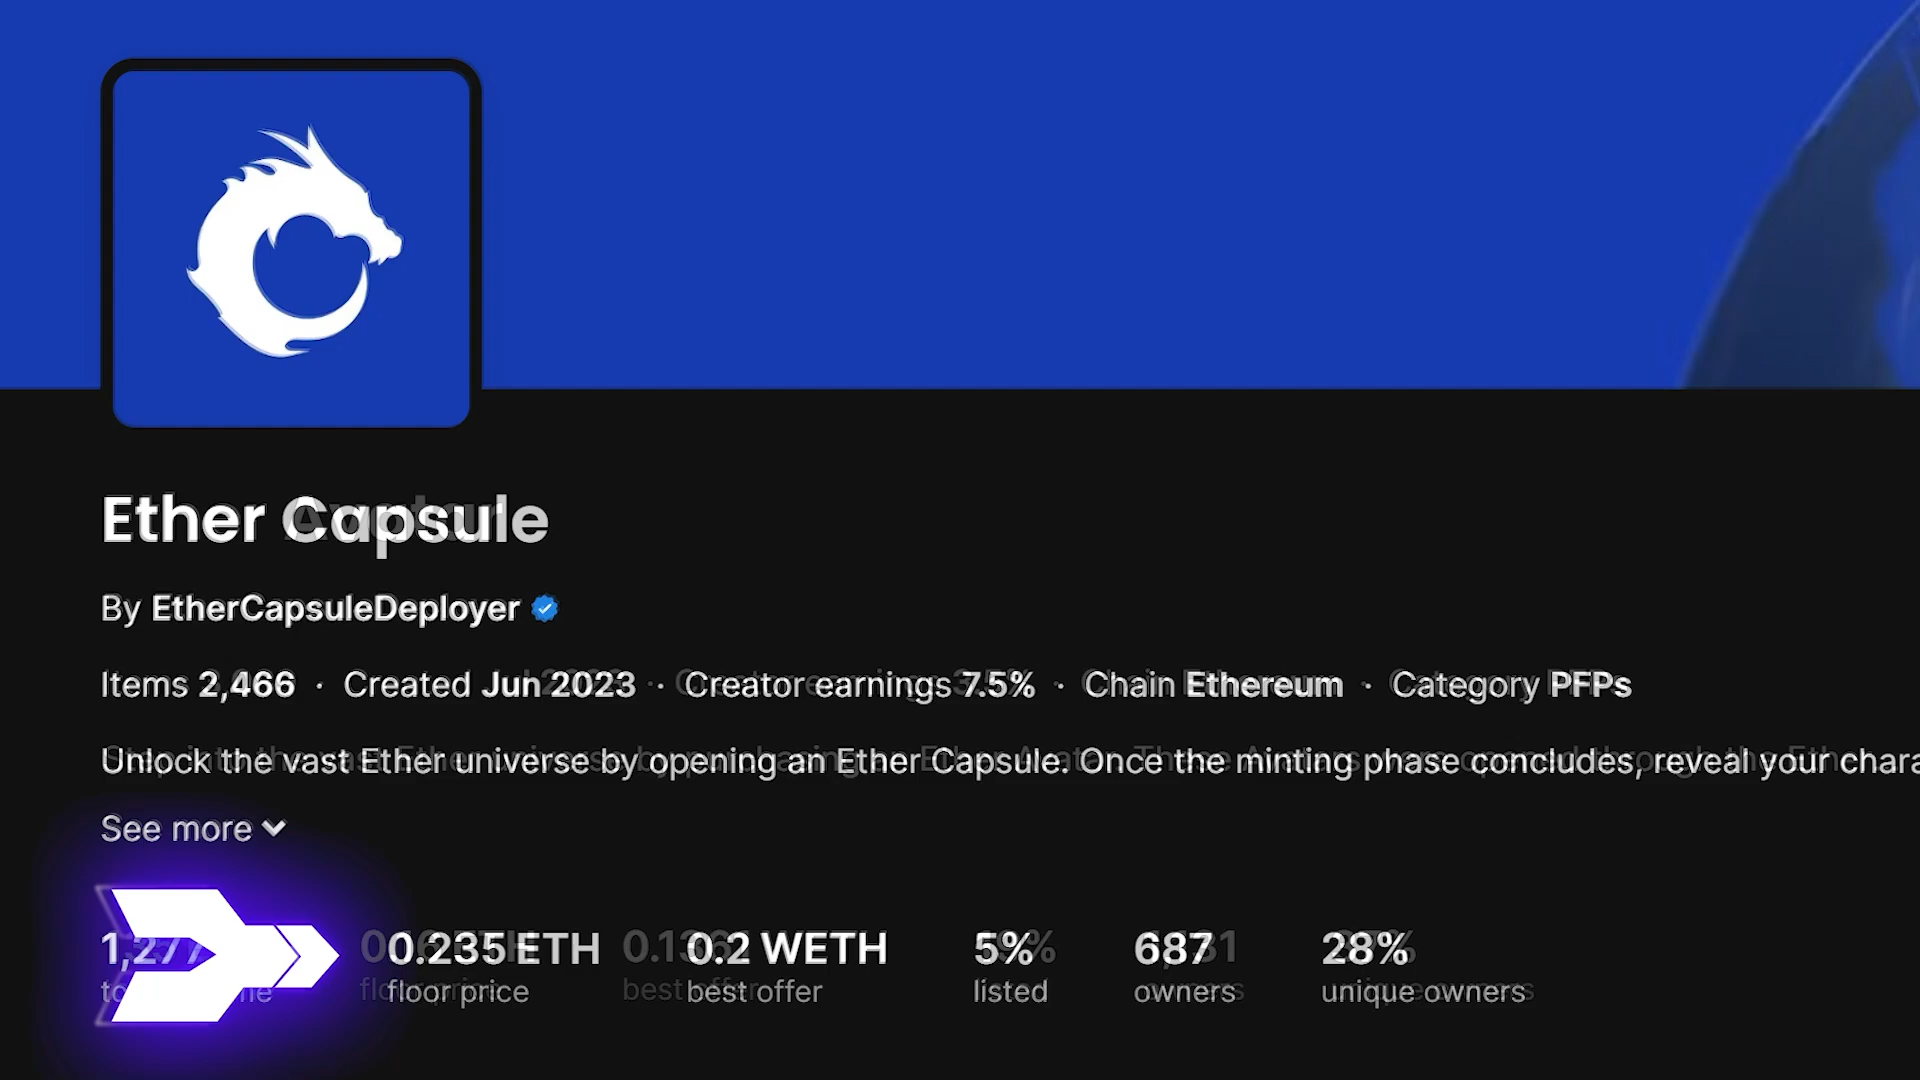 Ether Capsule
By EtherCapsuleDeployer
Items 2,466 · Created Jun 2023 · Creator earnings 7.5% · Chain Ethereum · Category PFPs
Unlock the vast Ether universe by opening an Ether Capsule. Once the minting phase concludes, reveal your chara
See more
1,277 0.235 ETH 0.2 WETH 5% 687 28%
floor price best offer listed owners unique owners